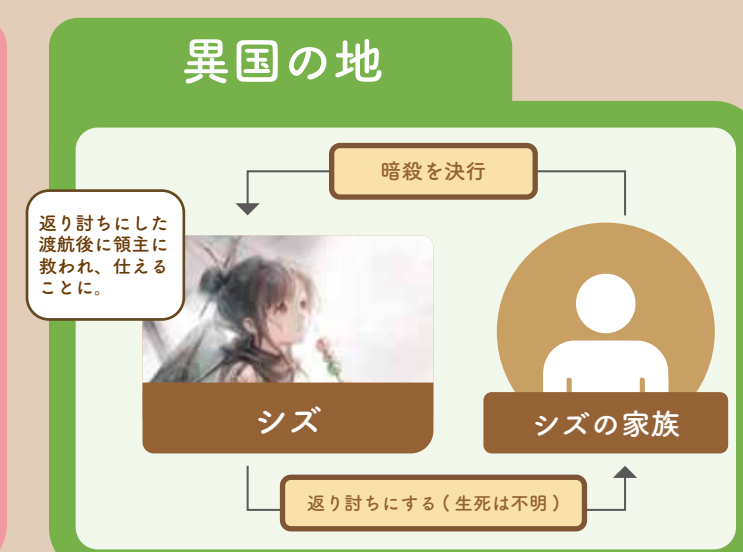 異国の地
暗殺を決行
返り討ちにした
渡航後に領主に
救われ、仕える
ことに。
シズ
シズの家族
返り討ちにする(生死は不明)